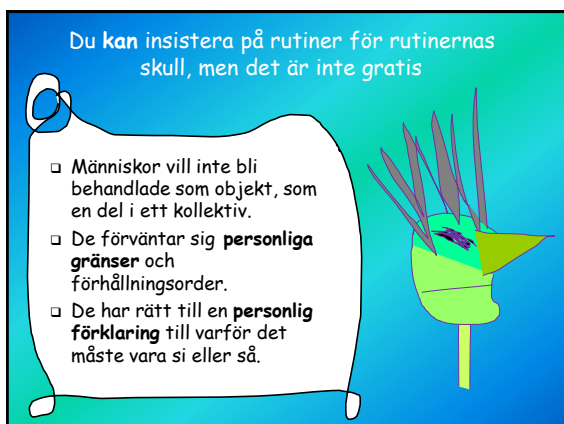 Du kan insistera på rutiner för rutinernas
skull, men det är inte gratis
❑ Människor vill inte bli
behandlade som objekt, som
en del i ett kollektiv.
❑ De förväntar sig personliga
gränser och
förhållningsorder.
❑ De har rätt till en personlig
förklaring till varför det
måste vara si eller så.